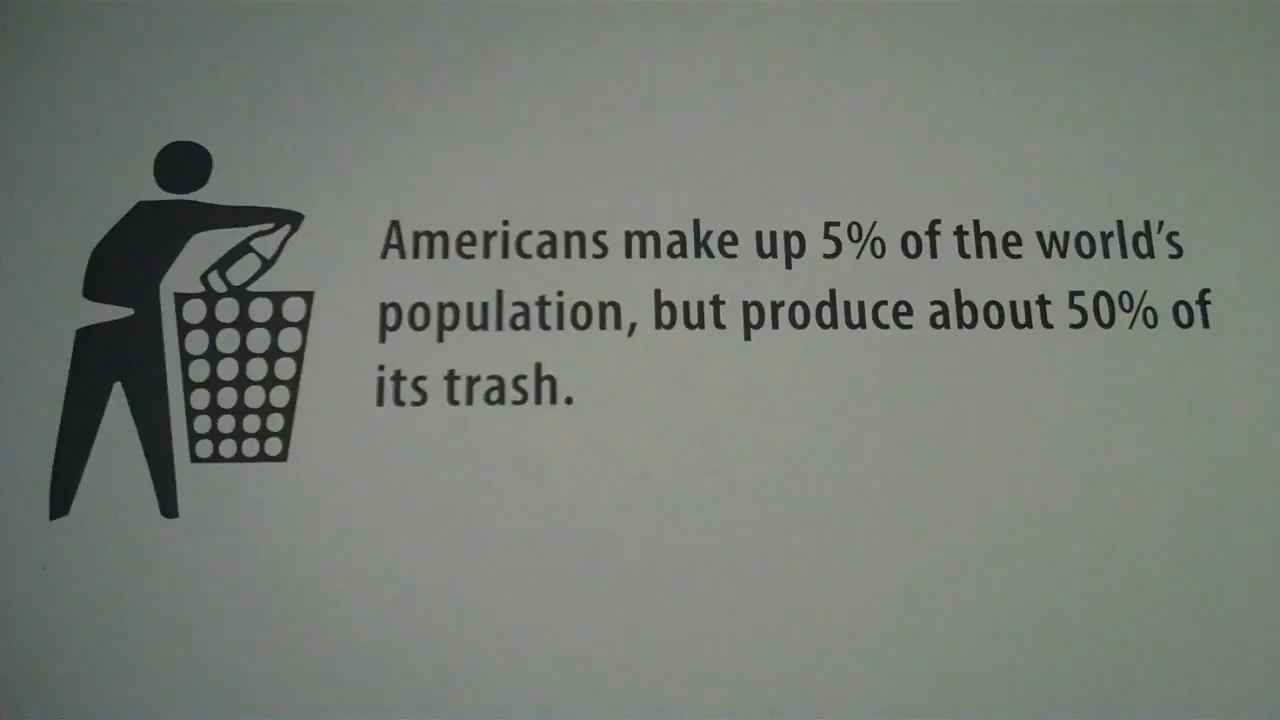 Americans make up 5% of the world's
population, but produce about 50% of
its trash.